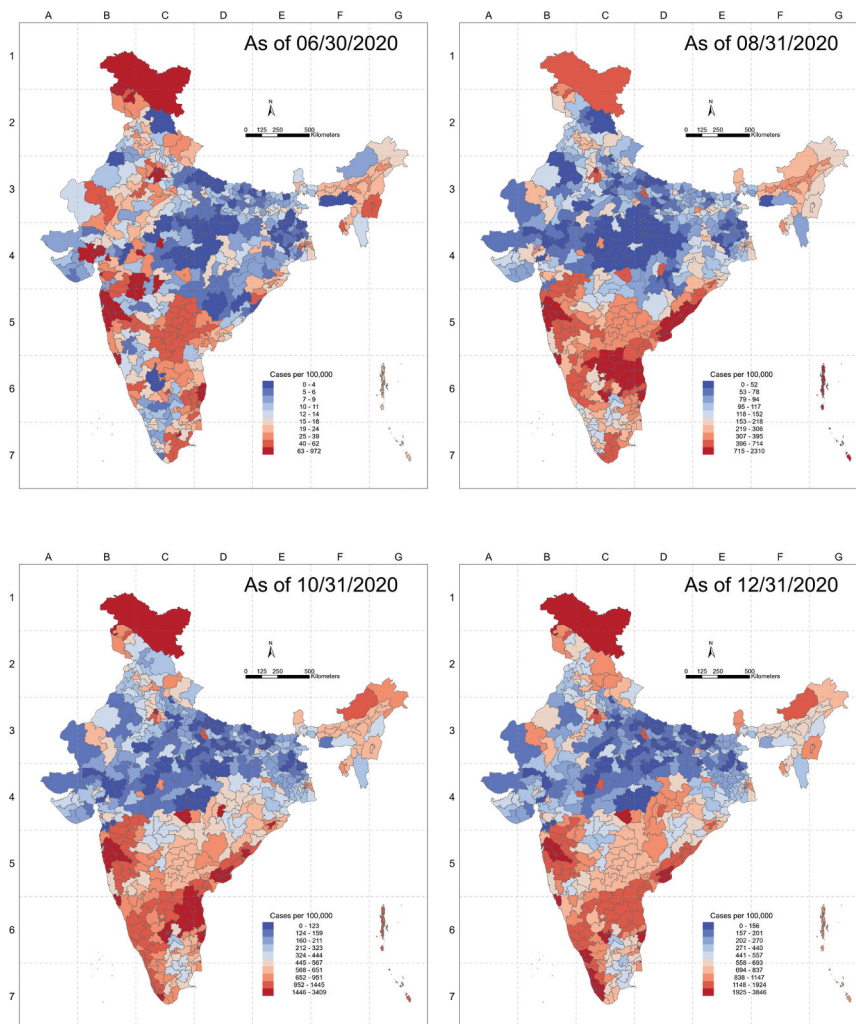 A B C D E F G
As of 06/30/2020
1
2
3
4
5
6
7
N
0 125 250 500
Kilometers
Cases per 100,000
0 - 4
5 - 6
7 - 9
10 - 11
12 - 14
15 - 18
19 - 24
25 - 39
40 - 62
63 - 972
A B C D E F G
As of 08/31/2020
1
2
3
4
5
6
7
N
0 125 250 500
Kilometers
Cases per 100,000
0 - 52
53 - 78
79 - 94
95 - 117
118 - 152
153 - 218
219 - 306
307 - 395
396 - 714
715 - 2310
A B C D E F G
As of 10/31/2020
1
2
3
4
5
6
7
N
0 125 250 500
Kilometers
Cases per 100,000
0 - 123
124 - 159
160 - 211
212 - 323
324 - 444
445 - 567
568 - 651
652 - 951
952 - 1445
1446 - 3409
A B C D E F G
As of 12/31/2020
1
2
3
4
5
6
7
N
0 125 250 500
Kilometers
Cases per 100,000
0 - 156
157 - 201
202 - 270
271 - 440
441 - 557
558 - 693
694 - 837
838 - 1147
1148 - 1924
1925 - 3846